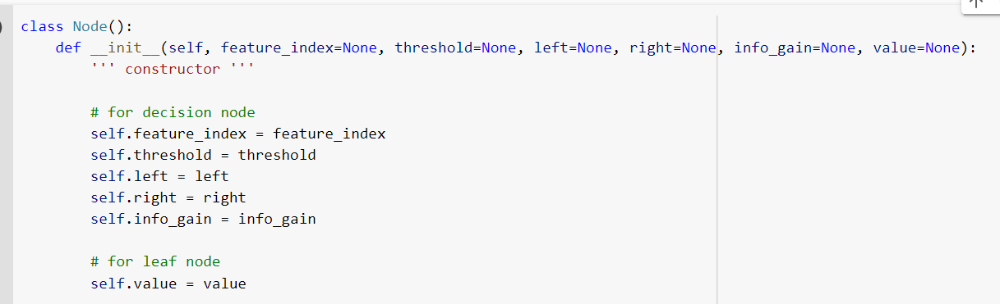 class Node():
    def __init__(self, feature_index=None, threshold=None, left=None, right=None, info_gain=None, value=None):
        ''' constructor '''
        # for decision node
        self.feature_index = feature_index
        self.threshold = threshold
        self.left = left
        self.right = right
        self.info_gain = info_gain
        # for leaf node
        self.value = value